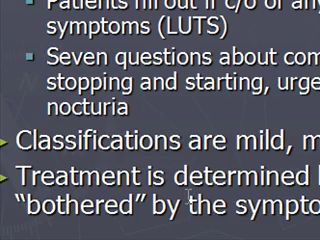 Patients fill out if c/o of any
symptoms (LUTS)
Seven questions about com
stopping and starting, urge
nocturia
Classifications are mild, m
Treatment is determined
"bothered" by the sympto